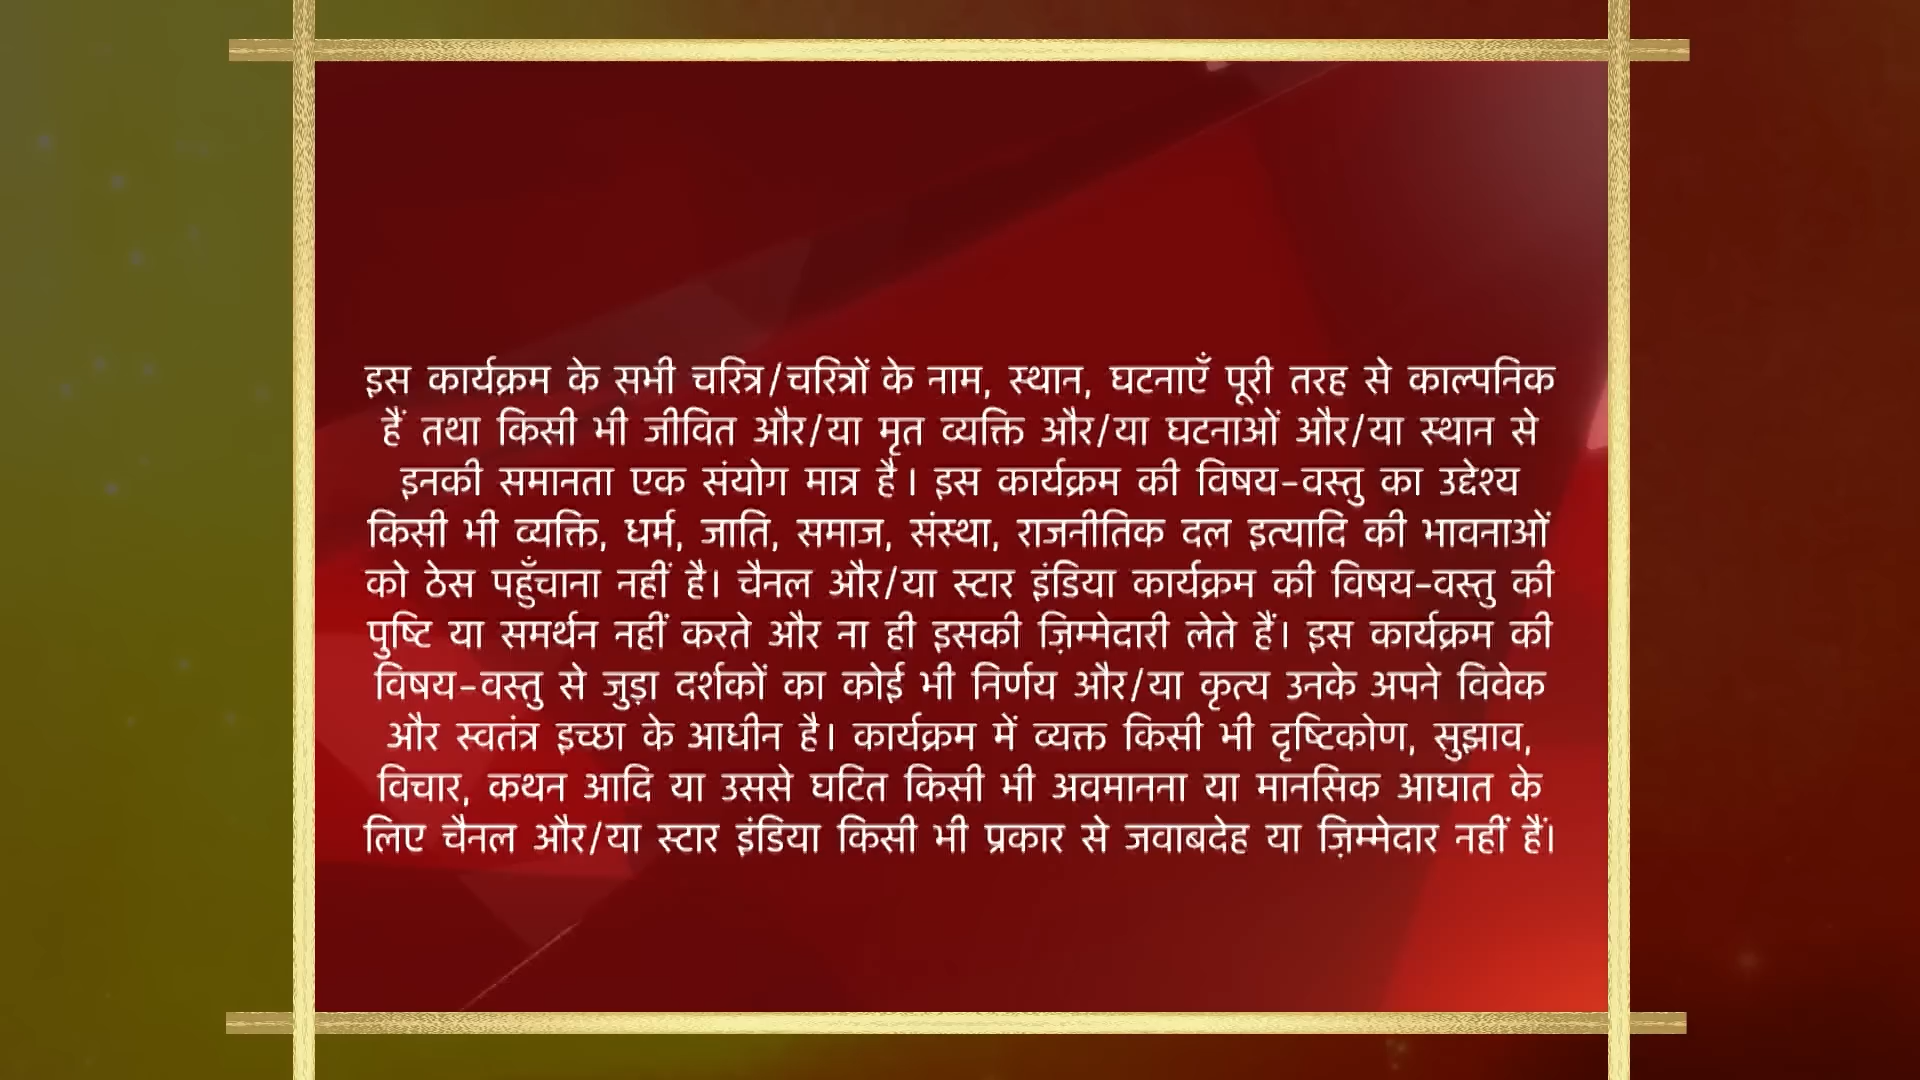 इस कार्यक्रम के सभी चरित्र/चरित्रों के नाम, स्थान, घटनाएँ पूरी तरह से काल्पनिक
हैं तथा किसी भी जीवित और/या मृत व्यक्ति और/या घटनाओं और/या स्थान से
इनकी समानता एक संयोग मात्र है। इस कार्यक्रम की विषय-वस्तु का उद्देश्य
किसी भी व्यक्ति, धर्म, जाति, समाज, संस्था, राजनीतिक दल इत्यादि की भावनाओं
को ठेस पहुँचाना नहीं है। चैनल और/या स्टार इंडिया कार्यक्रम की विषय-वस्तु की
पुष्टि या समर्थन नहीं करते और ना ही इसकी ज़िम्मेदारी लेते हैं। इस कार्यक्रम की
विषय-वस्तु से जुड़ा दर्शकों का कोई भी निर्णय और/या कृत्य उनके अपने विवेक
और स्वतंत्र इच्छा के आधीन है। कार्यक्रम में व्यक्त किसी भी दृष्टिकोण, सुझाव,
विचार, कथन आदि या उससे घटित किसी भी अवमानना या मानसिक आघात के
लिए चैनल और/या स्टार इंडिया किसी भी प्रकार से जवाबदेह या ज़िम्मेदार नहीं हैं।